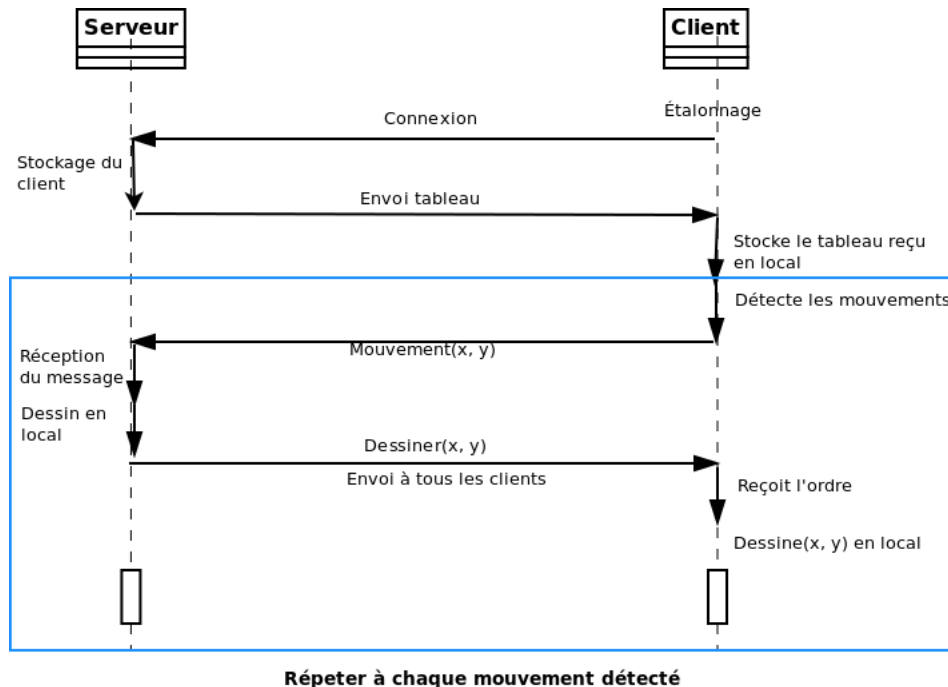 Serveur
Client
Étalonnage
Connexion
Stockage du
client
Envoi tableau
Stocke le tableau reçu
en local
Détecte les mouvements
Mouvement(x, y)
Réception
du message
Dessin en
local
Dessiner(x, y)
Envoi à tous les clients
Reçoit l'ordre
Dessine(x, y) en local
Répeter à chaque mouvement détecté